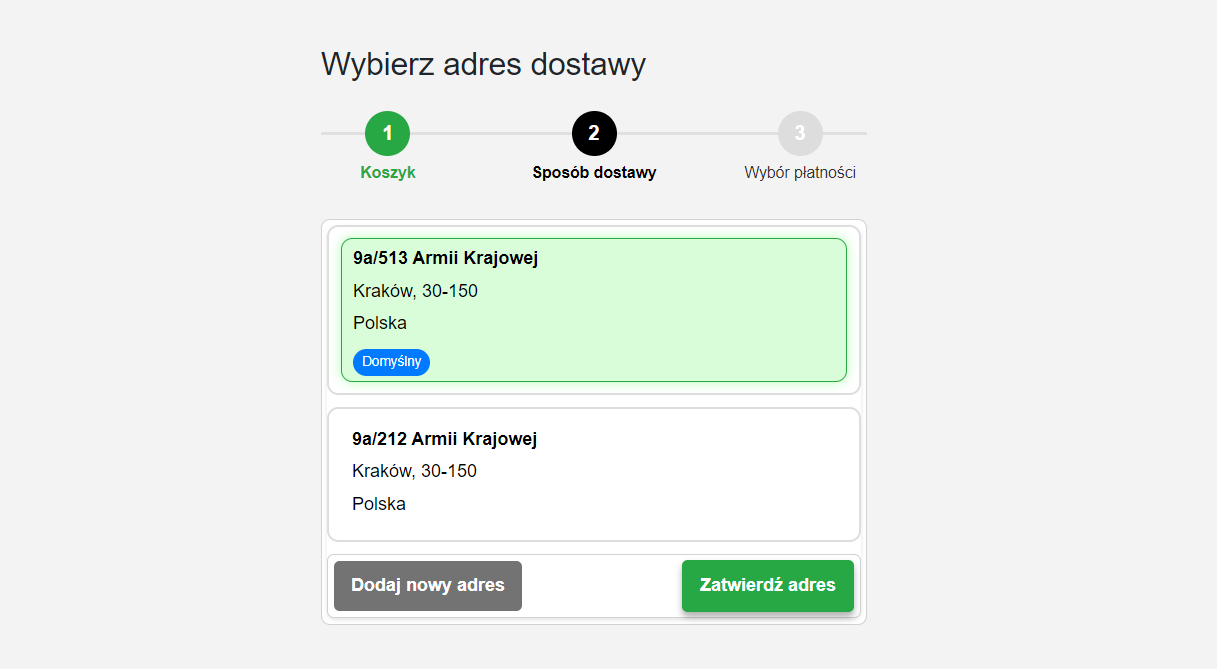 Wybierz adres dostawy
1
2
3
Koszyk
Sposób dostawy
Wybór płatności
9a/513 Armii Krajowej
Kraków, 30-150
Polska
Domyślny
9a/212 Armii Krajowej
Kraków, 30-150
Polska
Dodaj nowy adres
Zatwierdź adres